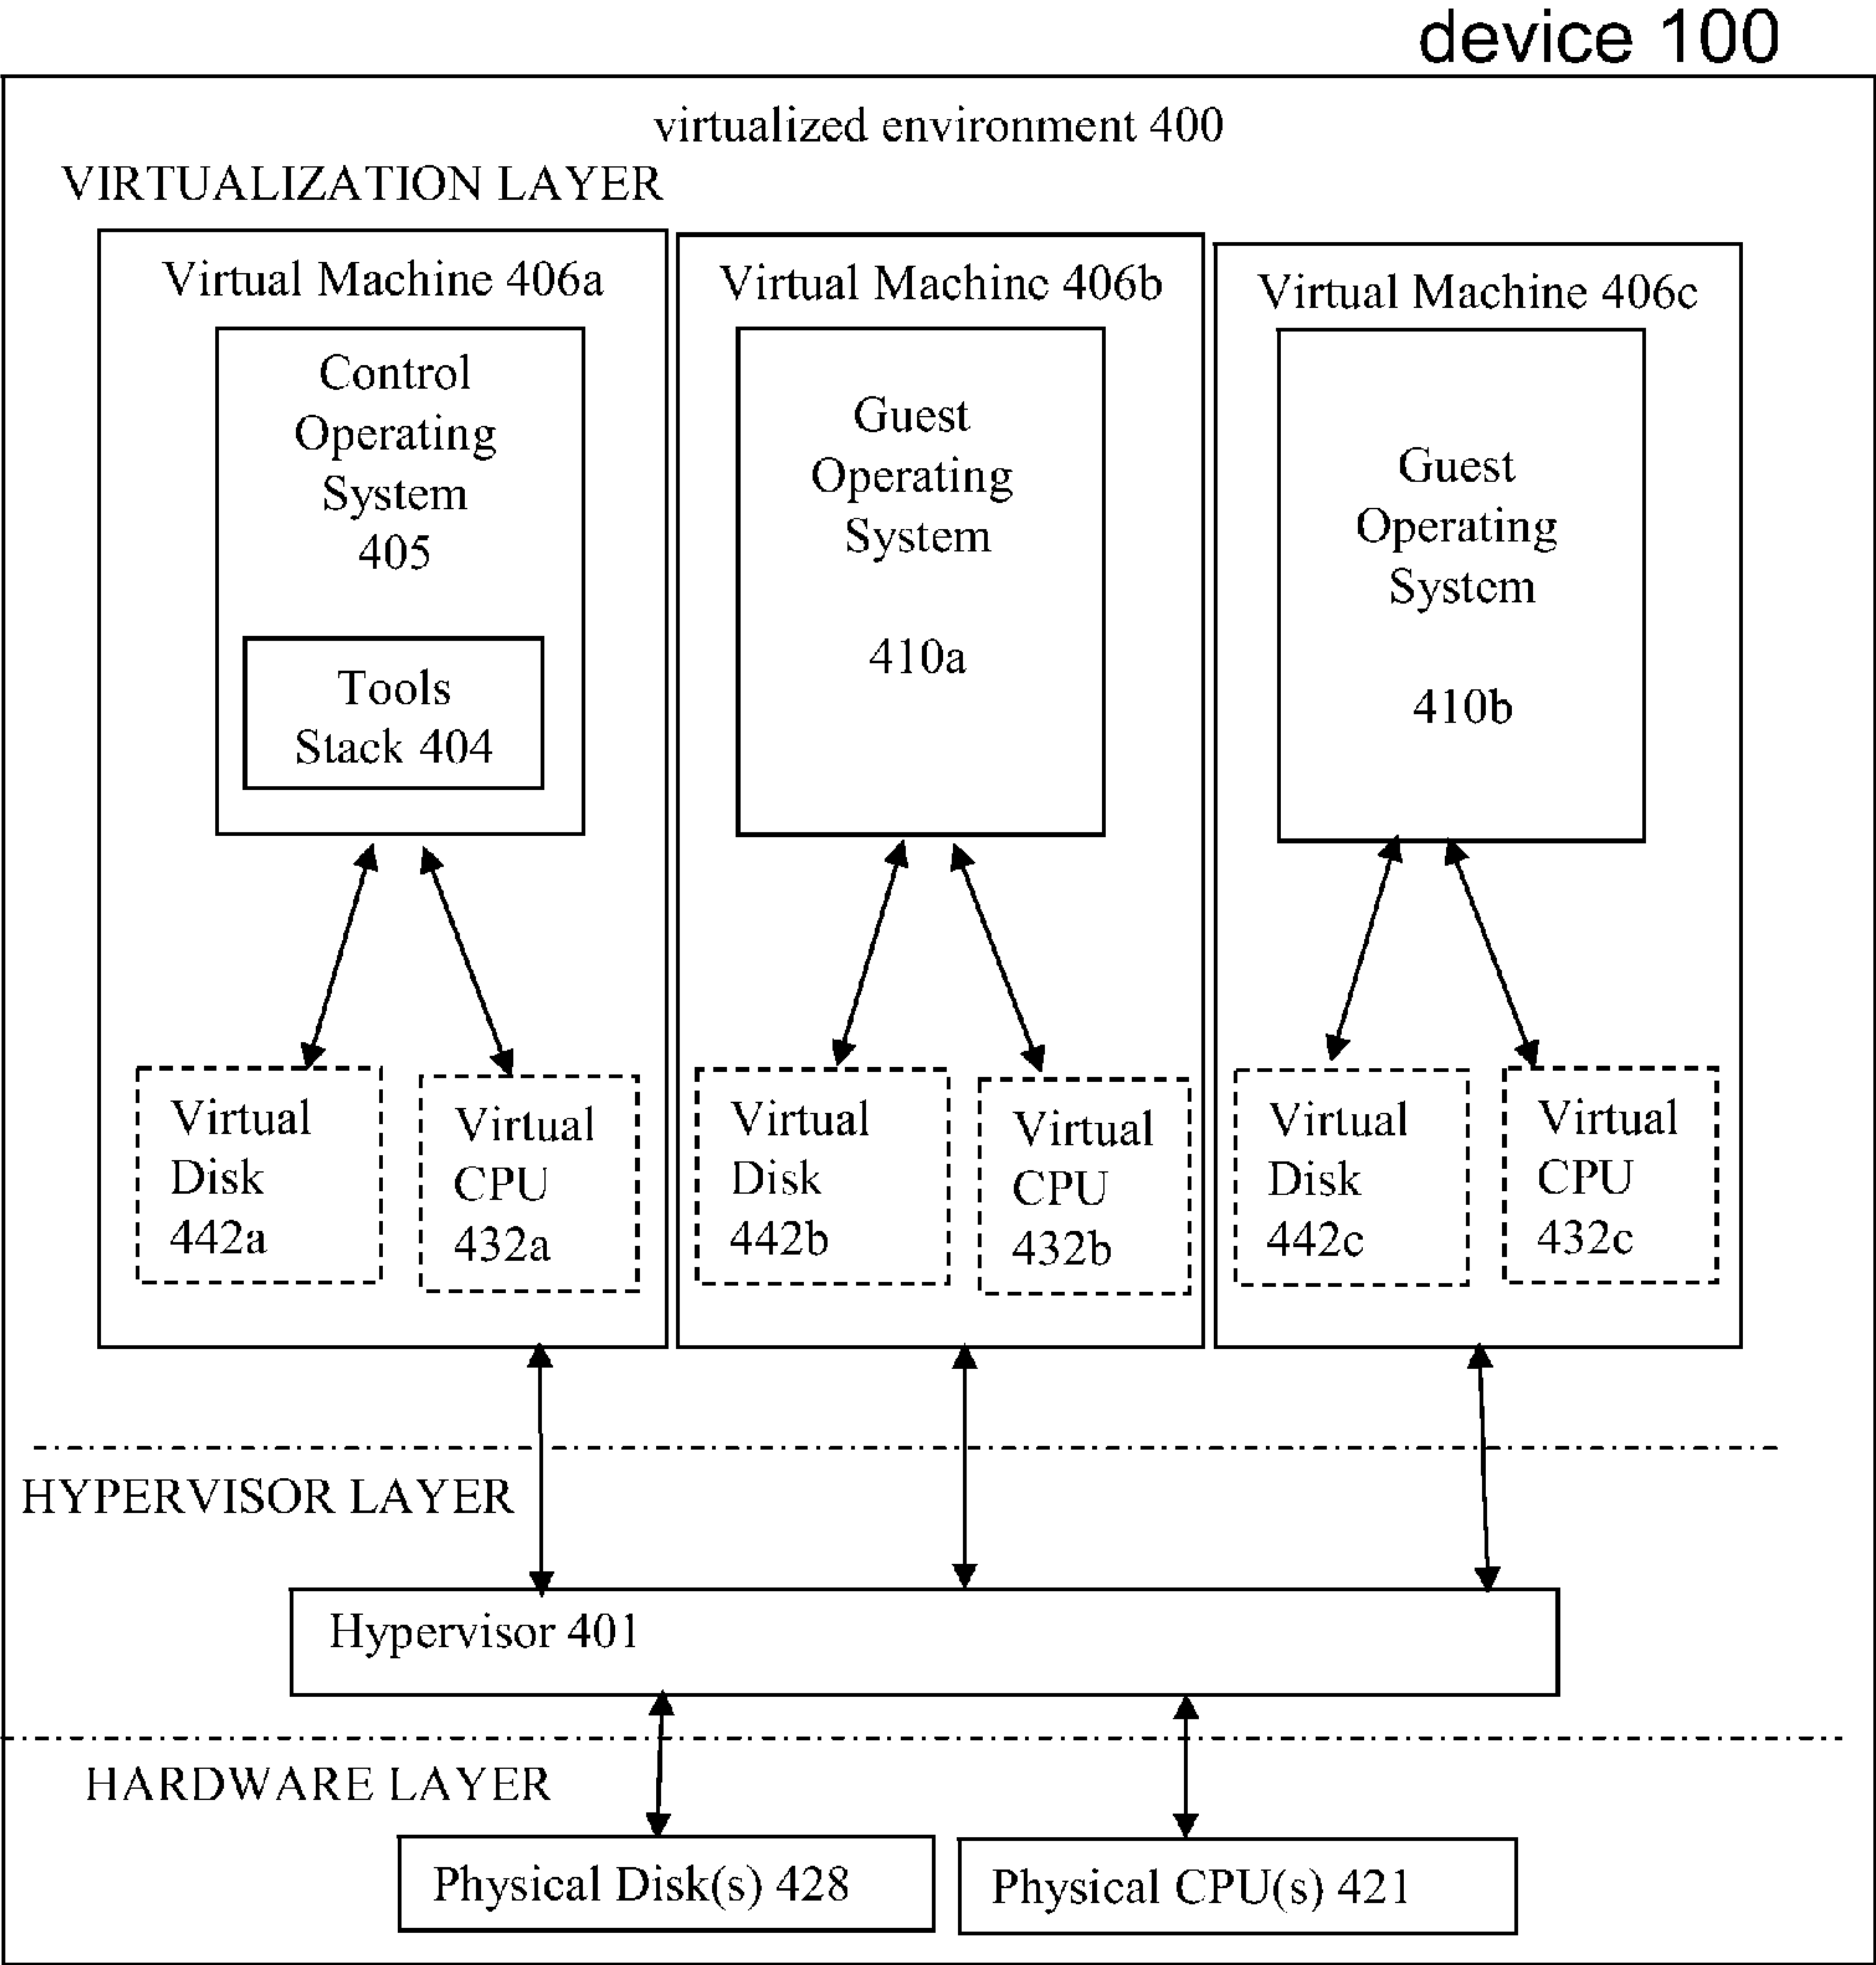 device 100
virtualized environment 400
VIRTUALIZATION LAYER
Virtual Machine 406a
Control
Operating
System
405
Tools
Stack 404
Virtual Machine 406b
Guest
Operating
System
410a
Virtual Machine 406c
Guest
Operating
System
410b
Virtual
Disk
442a
Virtual
CPU
432a
Virtual
Disk
442b
Virtual
CPU
432b
Virtual
Disk
442c
Virtual
CPU
432c
HYPERVISOR LAYER
Hypervisor 401
HARDWARE LAYER
Physical Disk(s) 428
Physical CPU(s) 421